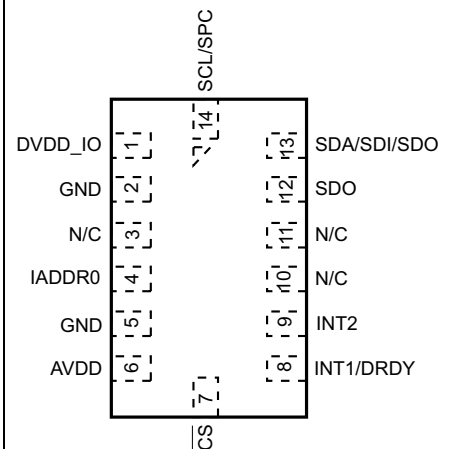 SCL/SPC
14
DVDD_IO 1
GND 2
N/C 3
IADDR0 4
GND 5
AVDD 6
7
CS
13 SDA/SDI/SDO
12 SDO
11 N/C
10 N/C
9 INT2
8 INT1/DRDY